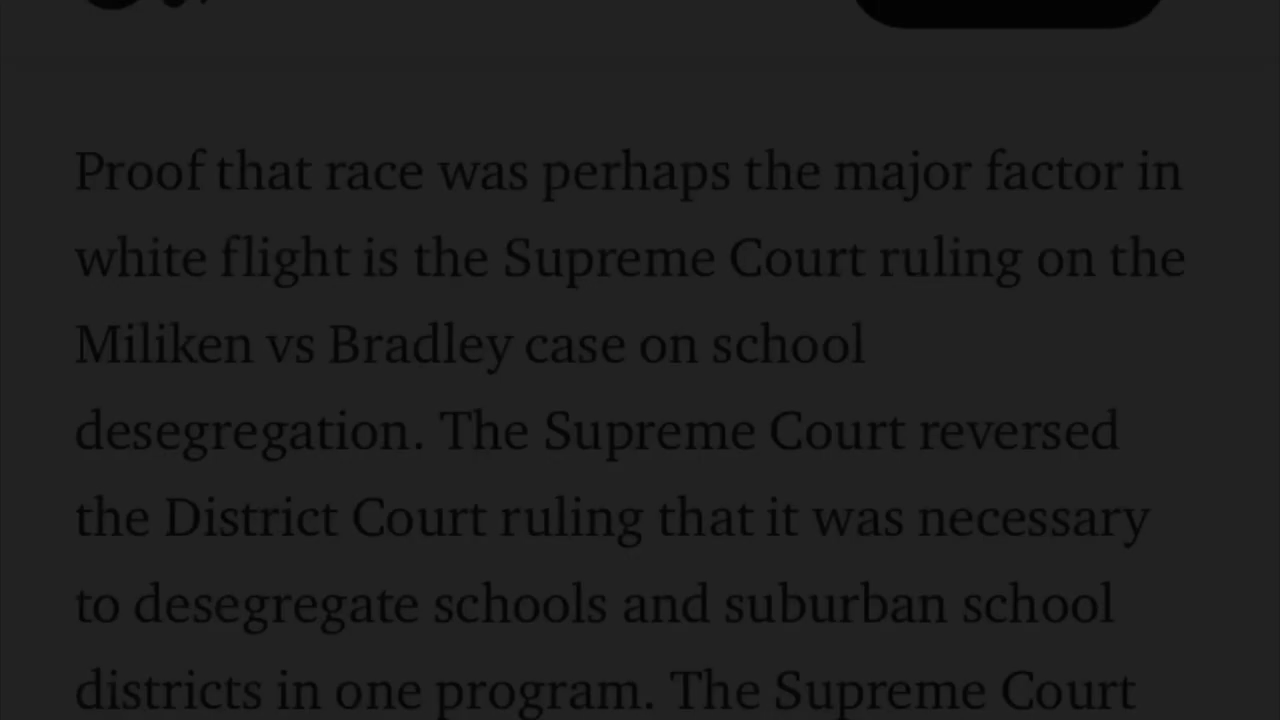 Proof that race was perhaps the major factor in
white flight is the Supreme Court ruling on the
Miliken vs Bradley case on school
desegregation. The Supreme Court reversed
the District Court ruling that it was necessary
to desegregate schools and suburban school
districts in one program. The Supreme Court